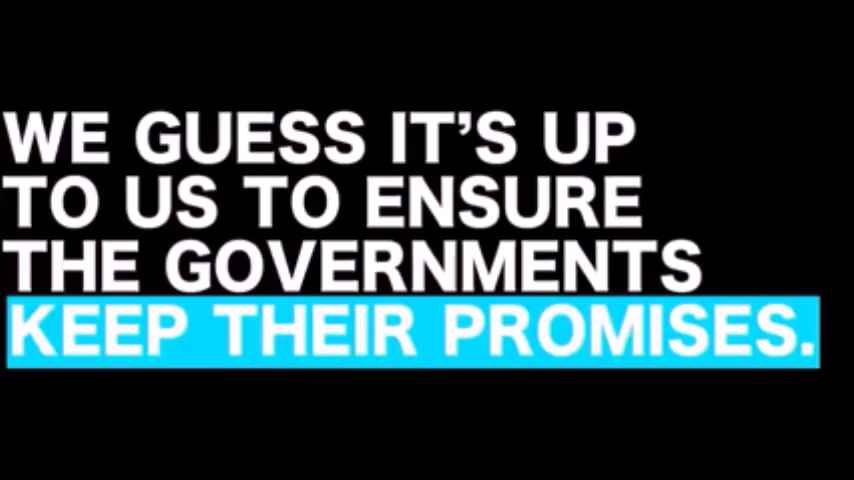 WE GUESS IT’S UP
TO US TO ENSURE
THE GOVERNMENTS
KEEP THEIR PROMISES.